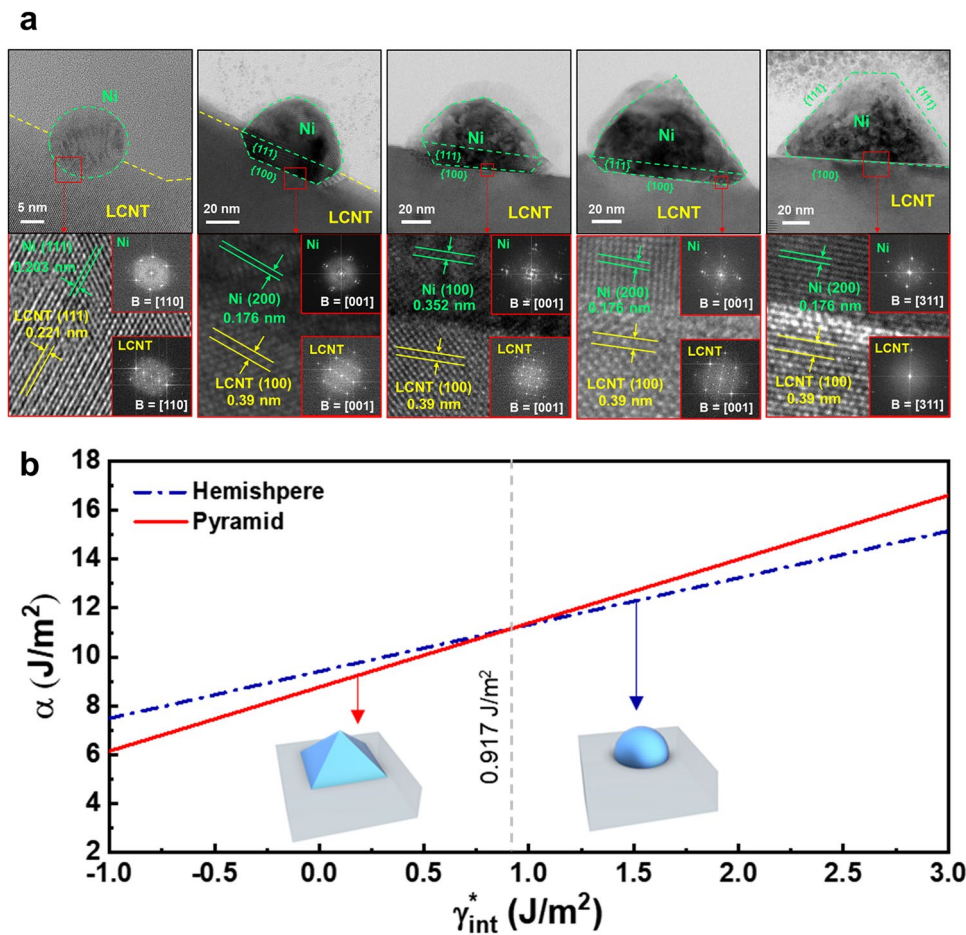 a
Ni
LCNT
5 nm
Ni
{111}
{100}
LCNT
20 nm
Ni
{111}
{100}
LCNT
20 nm
Ni
{111}
{100}
LCNT
20 nm
{111}
{111}
Ni
{100}
LCNT
20 nm
Ni (111)
0.203 nm
LCNT (111)
0.221 nm
Ni
B = [110]
LCNT
B = [110]
Ni (200)
0.176 nm
LCNT (100)
0.39 nm
Ni
B = [001]
LCNT
B = [001]
Ni (100)
0.352 nm
LCNT (100)
0.39 nm
Ni
B = [001]
LCNT
B = [001]
Ni (200)
0.176 nm
LCNT (100)
0.39 nm
Ni
B = [001]
LCNT
B = [001]
Ni (200)
0.176 nm
LCNT (100)
0.39 nm
Ni
B = [311]
LCNT
B = [311]
b
Hemishpere
Pyramid
α (J/m²)
18
16
14
12
10
8
6
4
2
0.917 J/m²
-1.0 -0.5 0.0 0.5 1.0 1.5 2.0 2.5 3.0
γ*int (J/m²)